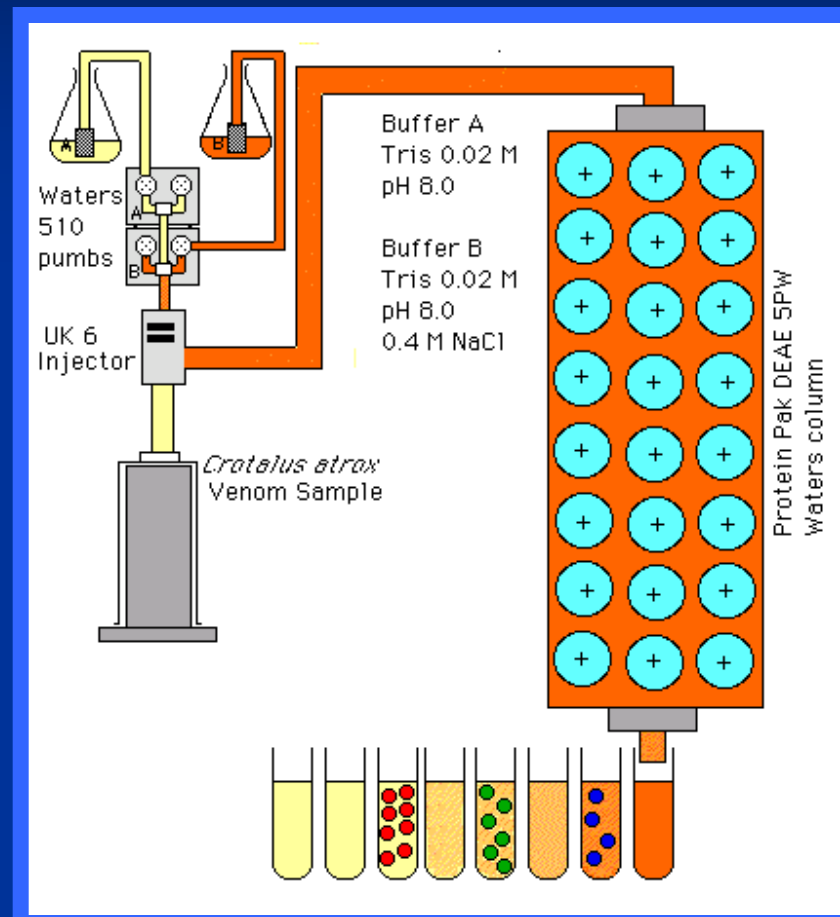 A
B
Waters
510
pumbs
A
B
UK 6
Injector
Crotalus atrox
Venom Sample
Buffer A
Tris 0.02 M
pH 8.0
Buffer B
Tris 0.02 M
pH 8.0
0.4 M NaCl
Protein Pak DEAE 5PW
Waters column
+ + +
+ + +
+ + +
+ + +
+ + +
+ + +
+ + +
+ + +